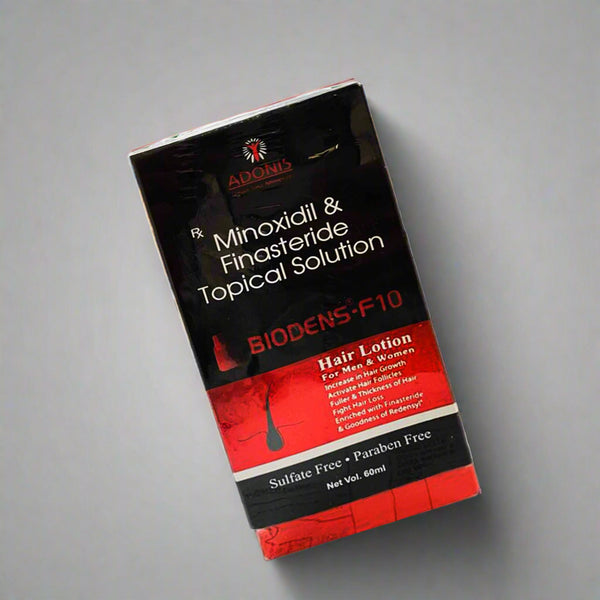 ADONIS
Rx Minoxidil &
Finasteride
Topical Solution
BIODENS®-F10
Hair Lotion
For Men & Women
Increase in Hair Growth
Activate Hair Follicles
Fuller & Thickness of Hair
Fight Hair Loss
Enriched with Finasteride
& Goodness of Redensyl®
Sulfate Free • Paraben Free
Net Vol. 60ml